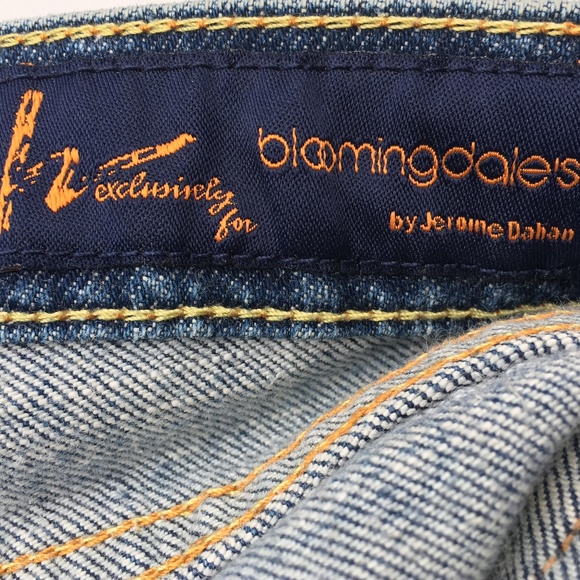 exclusively
for
bloomingdale's
by Jerome Dahan